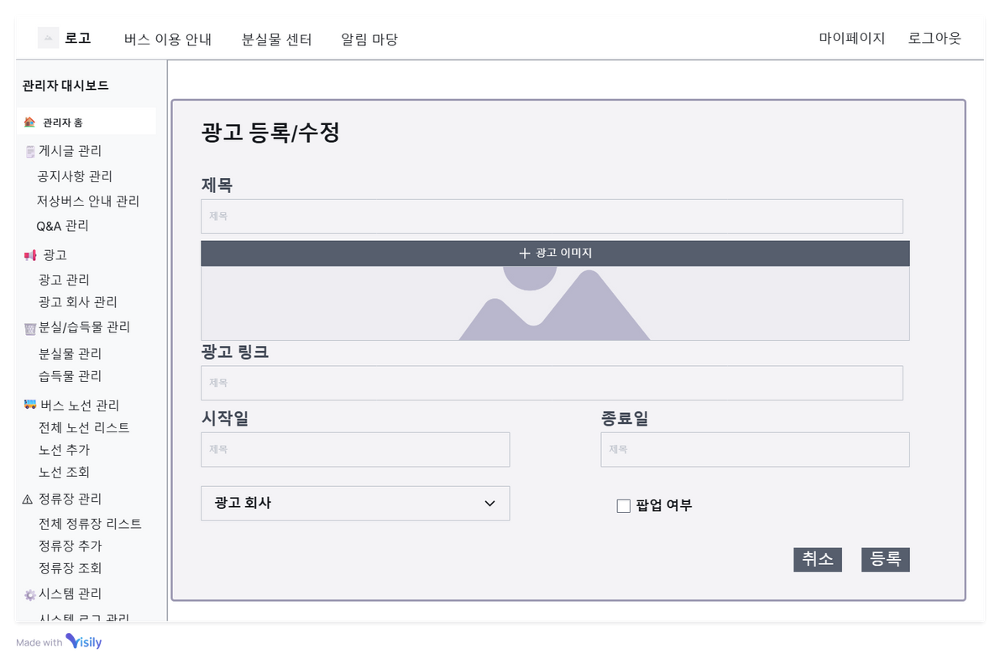 로고 버스 이용 안내 분실물 센터 알림 마당 마이페이지 로그아웃
관리자 대시보드
관리자 홈
게시글 관리
공지사항 관리
저상버스 안내 관리
Q&A 관리
광고
광고 관리
광고 회사 관리
분실/습득물 관리
분실물 관리
습득물 관리
버스 노선 관리
전체 노선 리스트
노선 추가
노선 조회
정류장 관리
전체 정류장 리스트
정류장 추가
정류장 조회
시스템 관리
시스템 로그 관리
광고 등록/수정
제목
제목
광고 이미지
광고 링크
제목
시작일 종료일
제목 제목
광고 회사 팝업 여부
취소 등록
Made with Visily